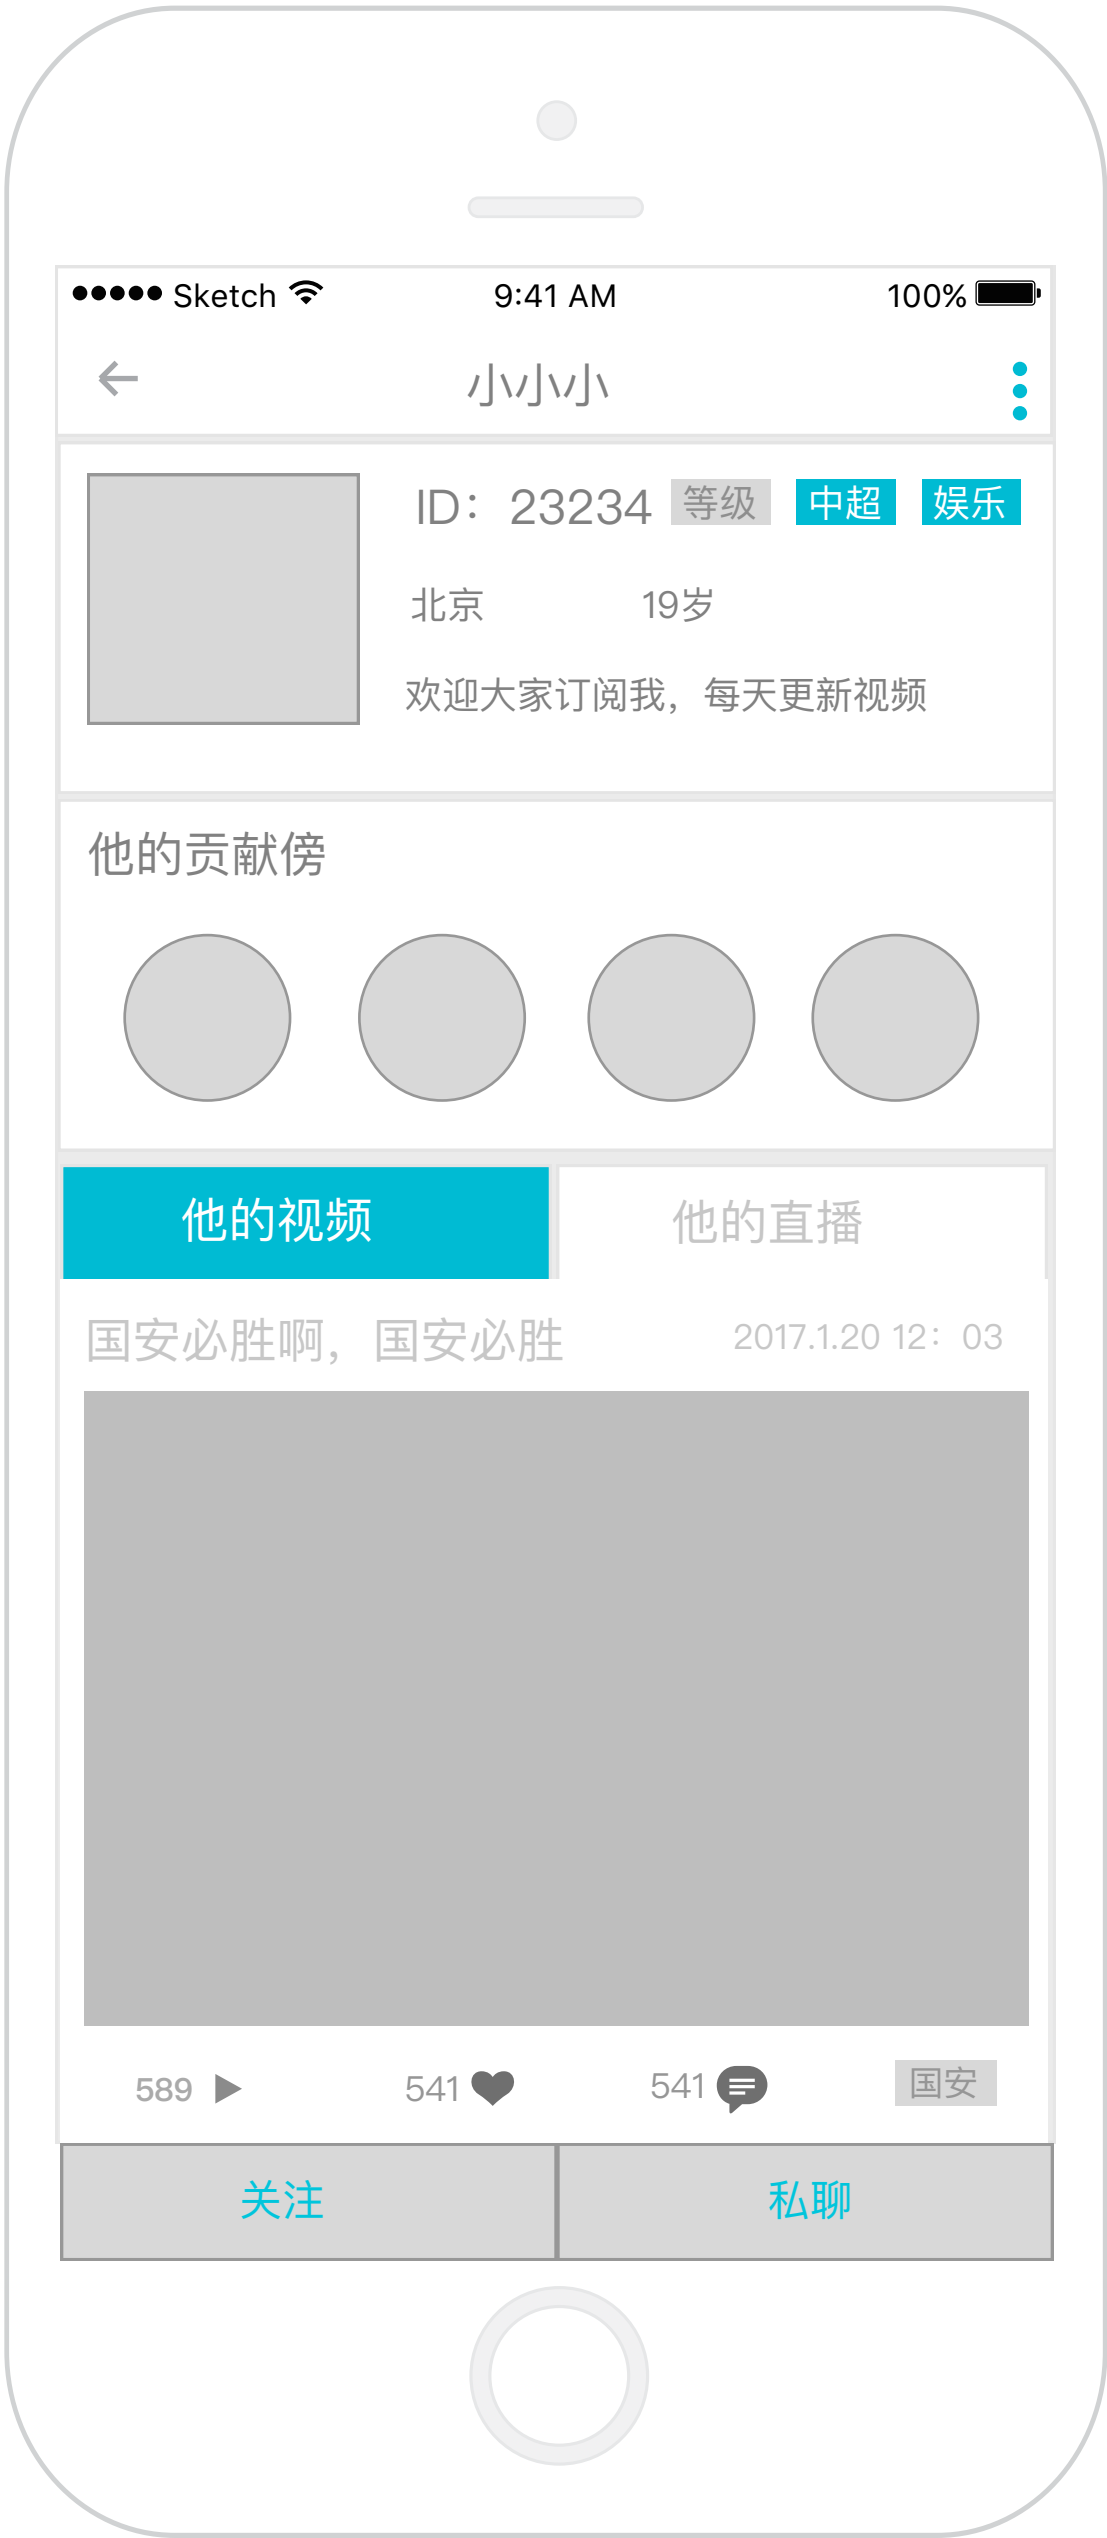 Sketch 9:41 AM 100%
小小小
ID：23234 等级 中超 娱乐
北京 19岁
欢迎大家订阅我，每天更新视频
他的贡献傍
他的视频 他的直播
国安必胜啊，国安必胜 2017.1.20 12：03
589 541 541 国安
关注 私聊